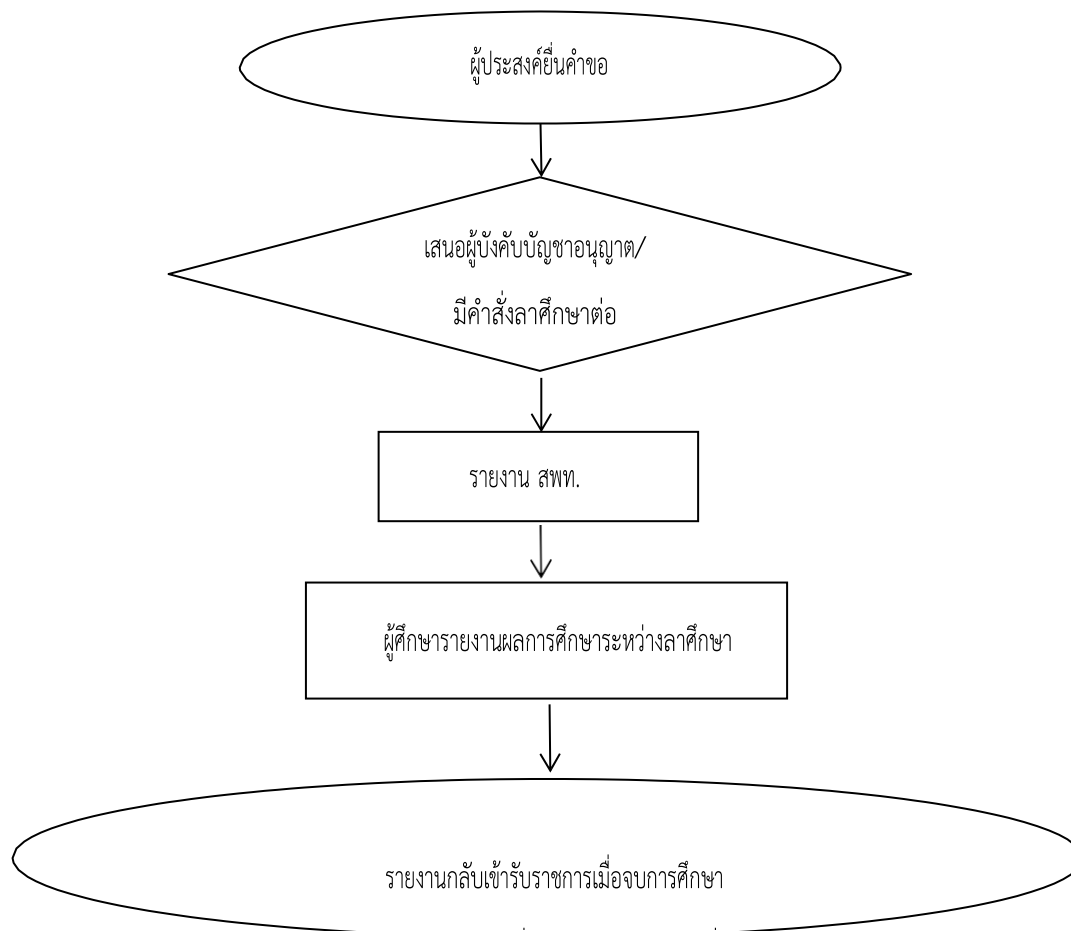 ผู้ประสงค์ยื่นคำขอ
เสนอผู้บังคับบัญชาอนุญาต/
มีคำสั่งลาศึกษาต่อ
รายงาน สพท.
ผู้ศึกษารายงานผลการศึกษาระหว่างลาศึกษา
รายงานกลับเข้ารับราชการเมื่อจบการศึกษา